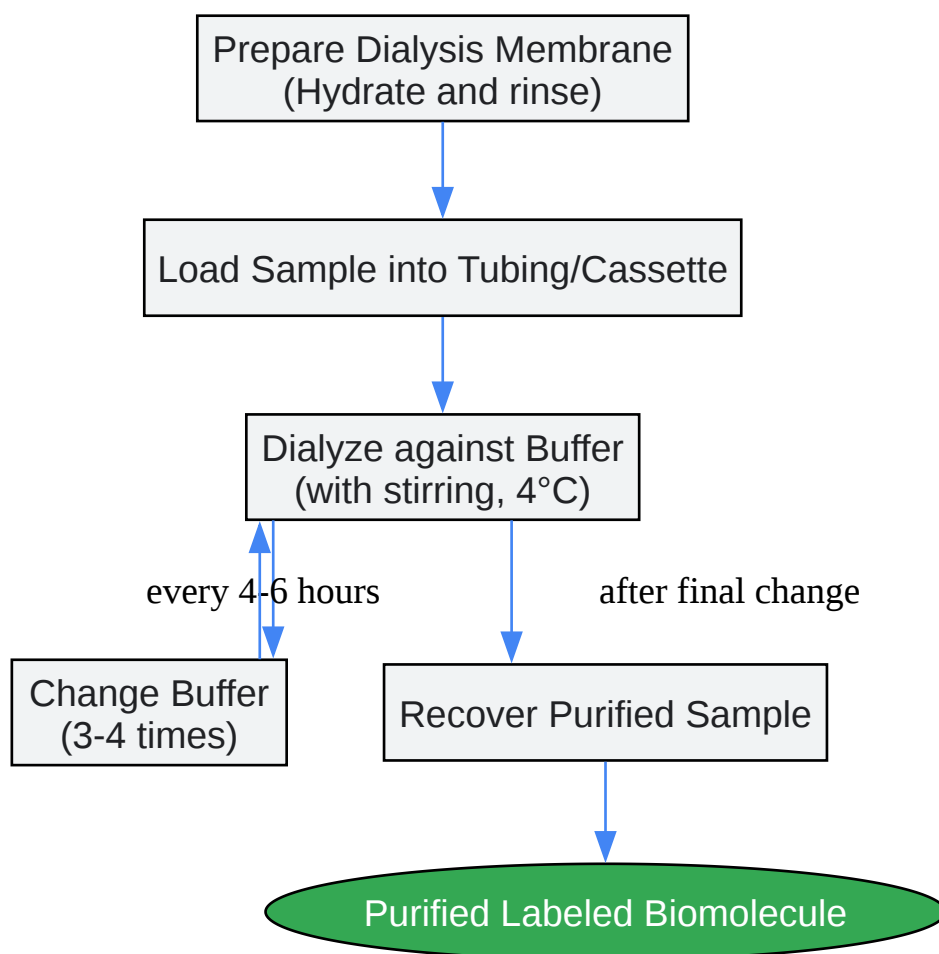 Prepare Dialysis Membrane
(Hydrate and rinse)
Load Sample into Tubing/Cassette
Dialyze against Buffer
(with stirring, 4°C)
every 4-6 hours
after final change
Change Buffer
(3-4 times)
Recover Purified Sample
Purified Labeled Biomolecule